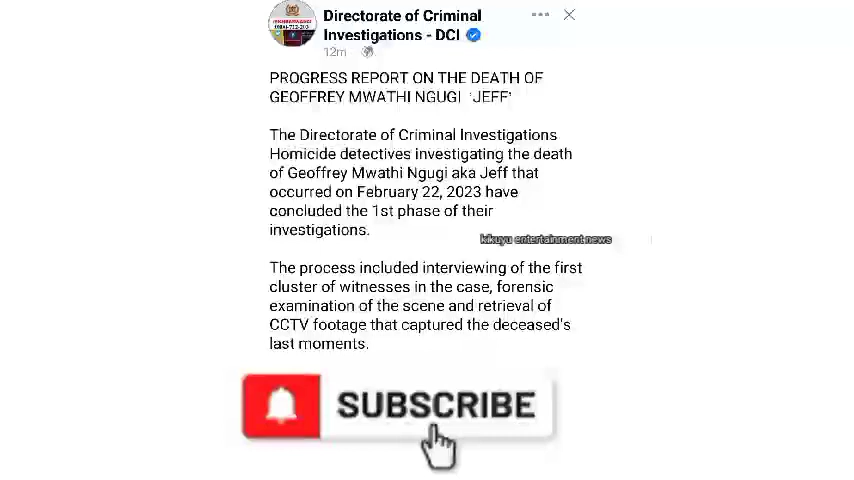 Directorate of Criminal
Investigations - DCI
12m
PROGRESS REPORT ON THE DEATH OF
GEOFFREY MWATHI NGUGI 'JEFF'
The Directorate of Criminal Investigations
Homicide detectives investigating the death
of Geoffrey Mwathi Ngugi aka Jeff that
occurred on February 22, 2023 have
concluded the 1st phase of their
investigations.
kikuyu entertainment news
The process included interviewing of the first
cluster of witnesses in the case, forensic
examination of the scene and retrieval of
CCTV footage that captured the deceased's
last moments.
SUBSCRIBE